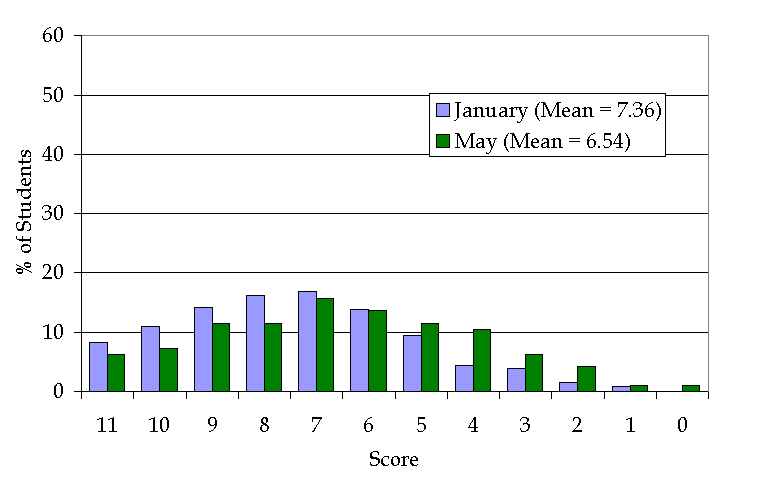 60
50
January (Mean = 7.36)
May (Mean = 6.54)
40
30
20
10
0
% of Students
11 10 9 8 7 6 5 4 3 2 1 0
Score